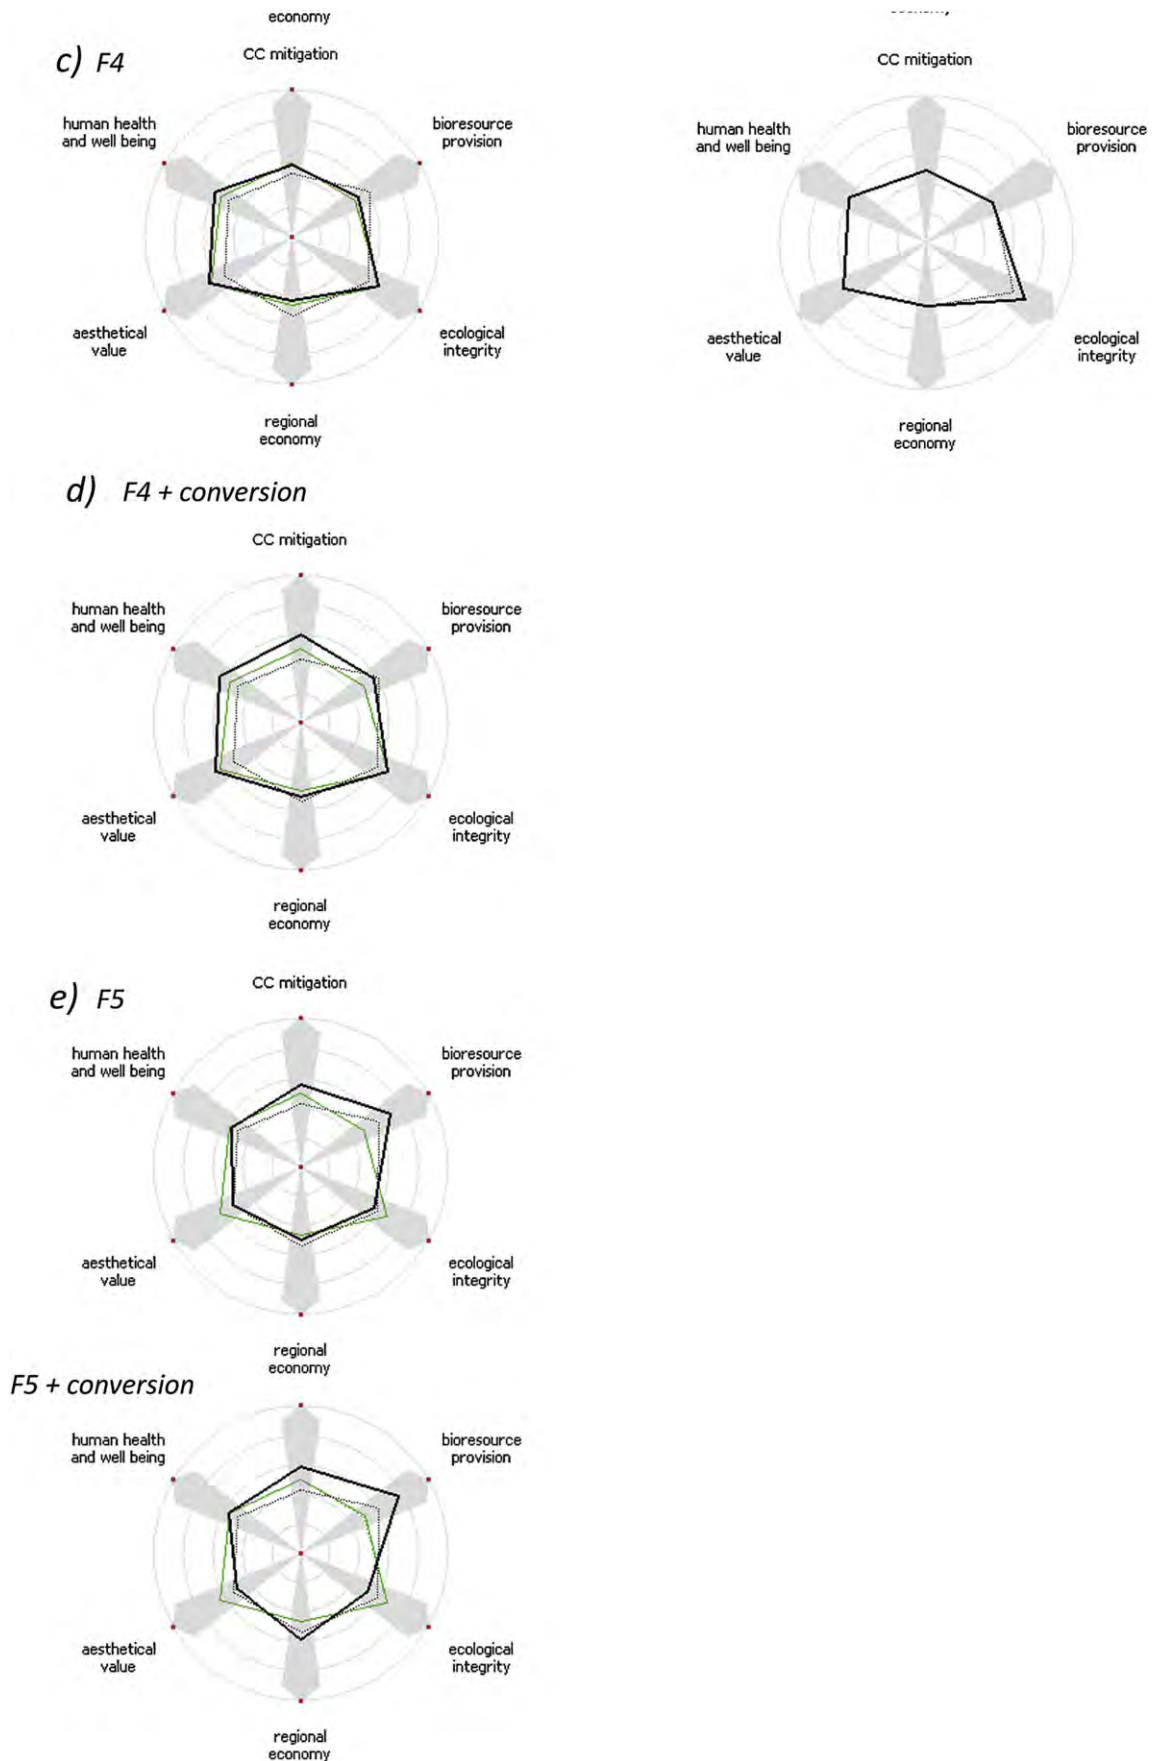 economy
c) F4
CC mitigation
human health
and well being
bioresource
provision
aesthetical
value
ecological
integrity
regional
economy
CC mitigation
human health
and well being
bioresource
provision
aesthetical
value
ecological
integrity
regional
economy
d) F4 + conversion
CC mitigation
human health
and well being
bioresource
provision
aesthetical
value
ecological
integrity
regional
economy
e) F5
CC mitigation
human health
and well being
bioresource
provision
aesthetical
value
ecological
integrity
regional
economy
F5 + conversion
human health
and well being
bioresource
provision
aesthetical
value
ecological
integrity
regional
economy